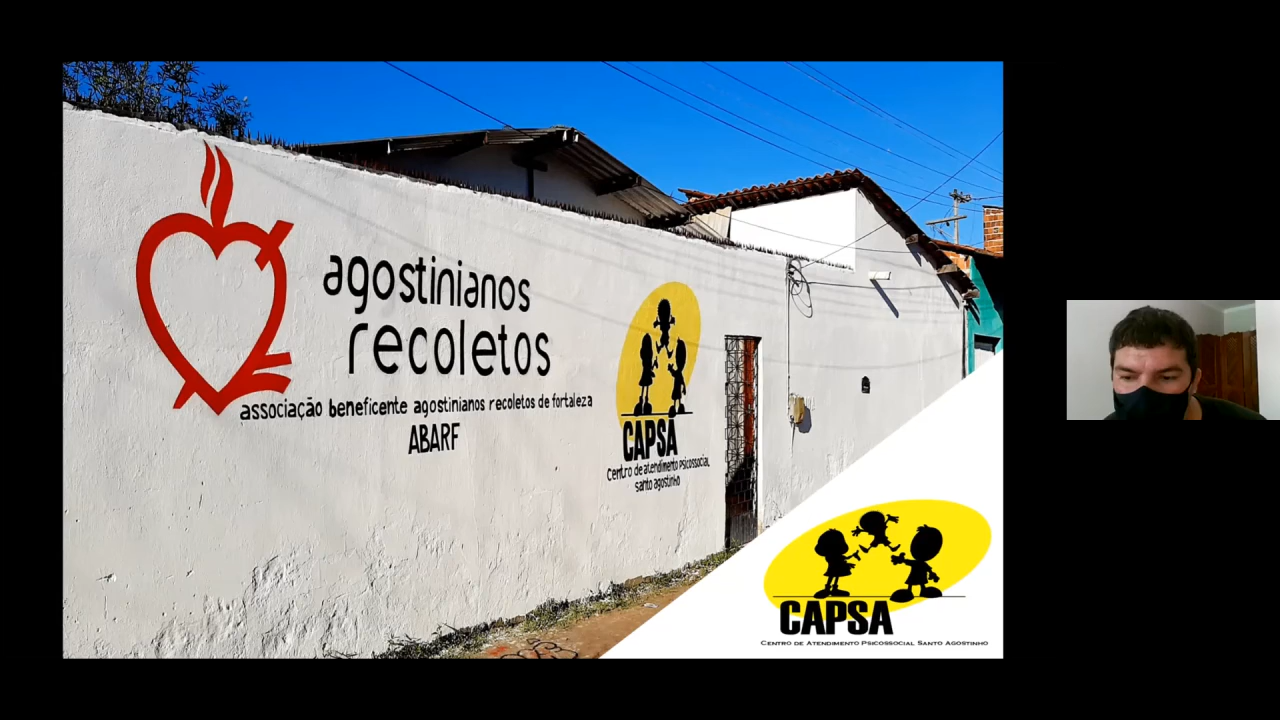 agostinianos
recoletos
associação beneficente agostinianos recoletos de fortaleza
ABARF
CAPSA
Centro de atendimento psicossocial
santo agostinho
CAPSA
CENTRO DE ATENDIMENTO PSICOSSOCIAL SANTO AGOSTINHO